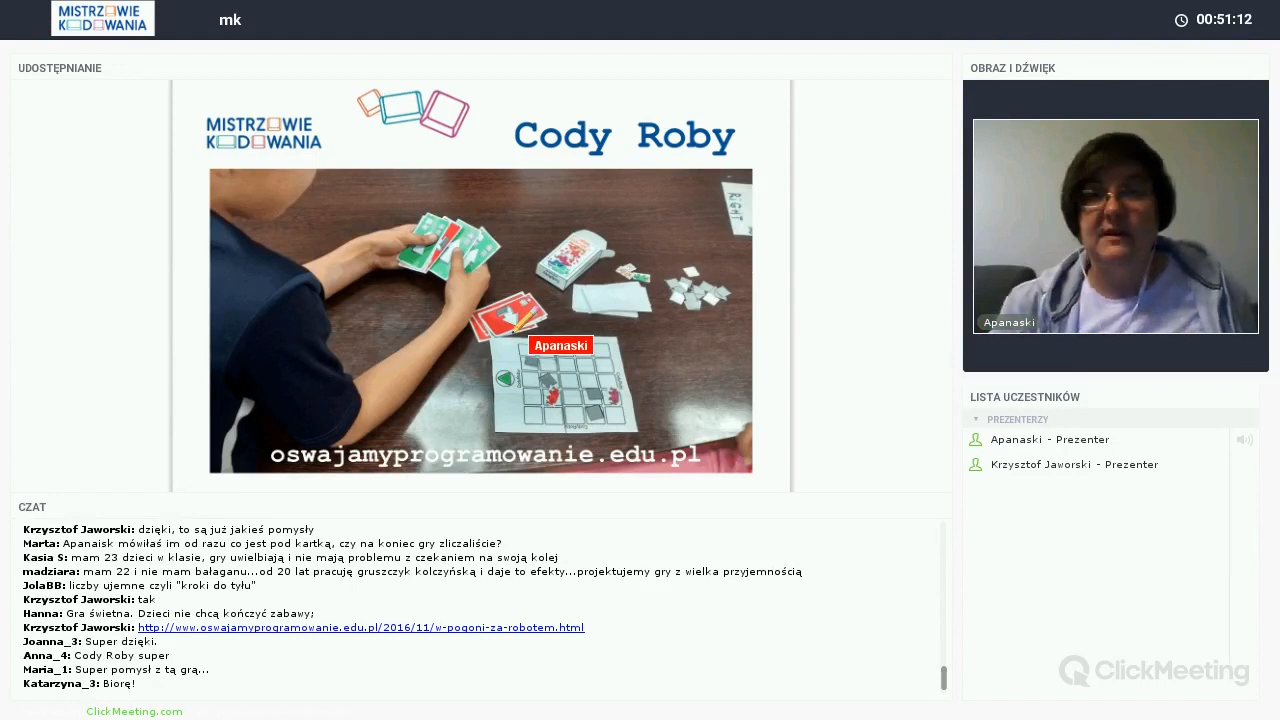 MISTRZOWIE
KODOWANIA
mk
00:51:12
UDOSTĘPNIANIE
OBRAZ I DŹWIĘK
MISTRZOWIE
KODOWANIA
Cody Roby
RIGHT
Apanaski
oswajamyprogramowanie.edu.pl
Apanaski
LISTA UCZESTNIKÓW
PREZENTERZY
Apanaski - Prezenter
Krzysztof Jaworski - Prezenter
CZAT
Krzysztof Jaworski: dzięki, to są już jakieś pomysły
Marta: Apanaisk mówiłaś im od razu co jest pod kartką, czy na koniec gry zliczaliście?
Kasia S: mam 23 dzieci w klasie, gry uwielbiają i nie mają problemu z czekaniem na swoją kolej
madziara: mam 22 i nie mam bałaganu...od 20 lat pracuję gruszczyk kolczyńską i daje to efekty...projektujemy gry z wielka przyjemnością
JolaBB: liczby ujemne czyli "kroki do tyłu"
Krzysztof Jaworski: tak
Hanna: Gra świetna. Dzieci nie chcą kończyć zabawy;
Krzysztof Jaworski: http://www.oswajamyprogramowanie.edu.pl/2016/11/w-pogoni-za-robotem.html
Joanna_3: Super dzięki.
Anna_4: Cody Roby super
Maria_1: Super pomysł z tą grą...
Katarzyna_3: Biorę!
ClickMeeting
ClickMeeting.com